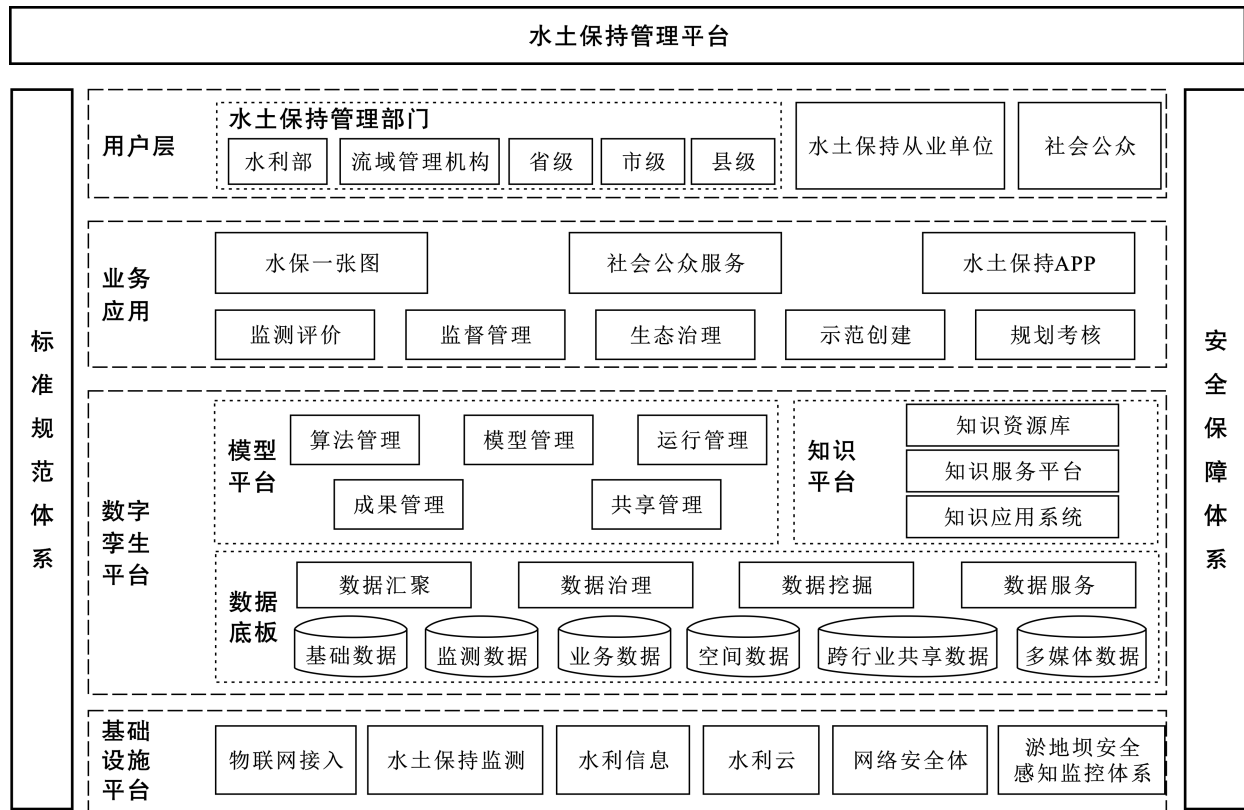 水土保持管理平台
标准规范体系
用户层
水土保持管理部门
水利部
流域管理机构
省级
市级
县级
水土保持从业单位
社会公众
业务
应用
水保一张图
社会公众服务
水土保持APP
监测评价
监督管理
生态治理
示范创建
规划考核
数字
孪生
平台
模型
平台
算法管理
模型管理
运行管理
成果管理
共享管理
知识
平台
知识资源库
知识服务平台
知识应用系统
数据
底板
数据汇聚
数据治理
数据挖掘
数据服务
基础数据
监测数据
业务数据
空间数据
跨行业共享数据
多媒体数据
基础
设施
平台
物联网接入
水土保持监测
水利信息
水利云
网络安全体
淤地坝安全
感知监控体系
安全保障体系